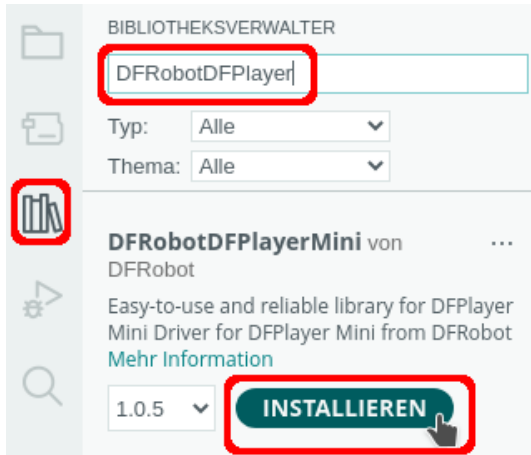 BIBLIOTHEKSVERWALTER
DFRobotDFPlayer
Typ: Alle
Thema: Alle
DFRobotDFPlayerMini von ...
DFRobot
Easy-to-use and reliable library for DFPlayer
Mini Driver for DFPlayer Mini from DFRobot
Mehr Information
1.0.5 INSTALLIEREN